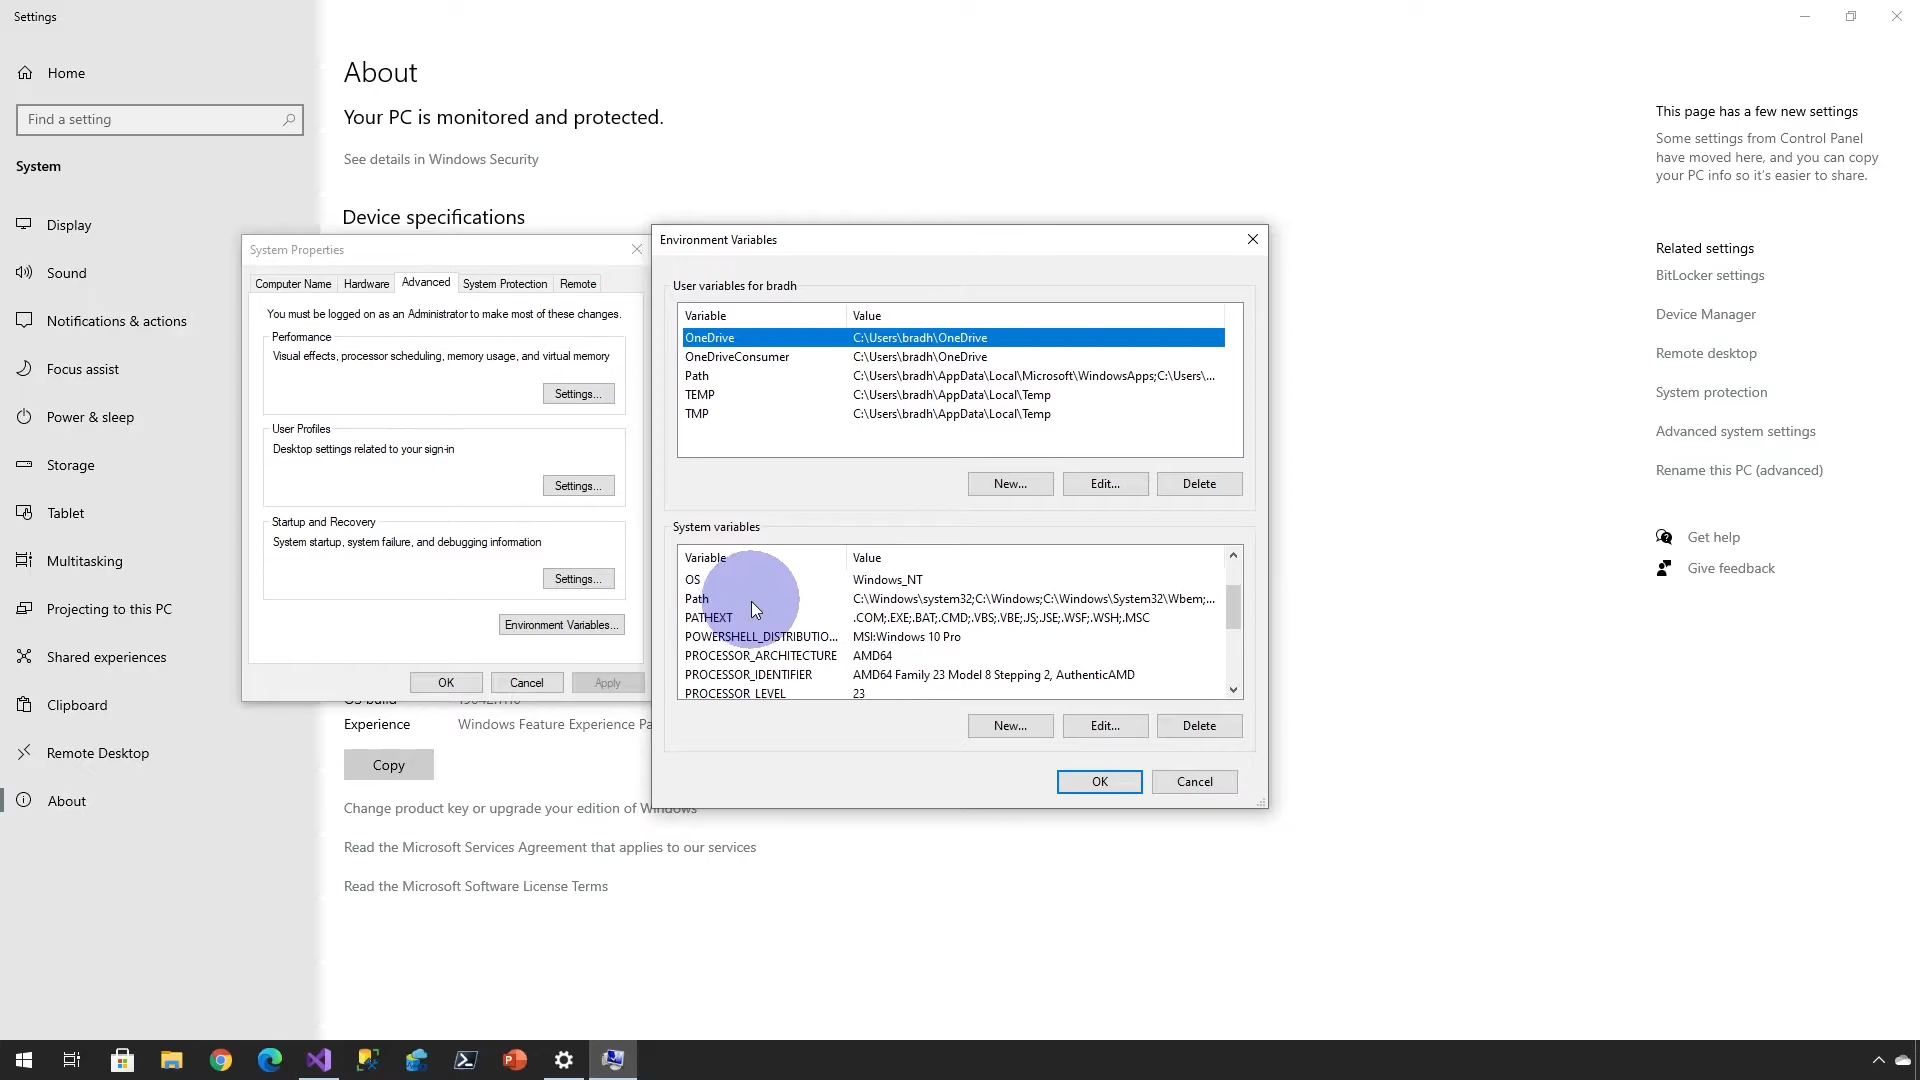 Settings
Home
Find a setting
System
Display
Sound
Notifications & actions
Focus assist
Power & sleep
Storage
Tablet
Multitasking
Projecting to this PC
Shared experiences
Clipboard
Remote Desktop
About
About
Your PC is monitored and protected.
See details in Windows Security
Device specifications
System Properties
Computer Name Hardware Advanced System Protection Remote
You must be logged on as an Administrator to make most of these changes.
Performance
Visual effects, processor scheduling, memory usage, and virtual memory
Settings...
User Profiles
Desktop settings related to your sign-in
Settings...
Startup and Recovery
System startup, system failure, and debugging information
Settings...
Environment Variables...
OK Cancel Apply
Experience Windows Feature Experience Pa
Copy
Change product key or upgrade your edition of Windows
Read the Microsoft Services Agreement that applies to our services
Read the Microsoft Software License Terms
Environment Variables
User variables for bradh
Variable Value
OneDrive C:\Users\bradh\OneDrive
OneDriveConsumer C:\Users\bradh\OneDrive
Path C:\Users\bradh\AppData\Local\Microsoft\WindowsApps;C:\Users\...
TEMP C:\Users\bradh\AppData\Local\Temp
TMP C:\Users\bradh\AppData\Local\Temp
New... Edit... Delete
System variables
Variable Value
OS Windows_NT
Path C:\Windows\system32;C:\Windows;C:\Windows\System32\Wbem;...
PATHEXT .COM;.EXE;.BAT;.CMD;.VBS;.VBE;.JS;.JSE;.WSF;.WSH;.MSC
POWERSHELL_DISTRIBUTIO... MSI:Windows 10 Pro
PROCESSOR_ARCHITECTURE AMD64
PROCESSOR_IDENTIFIER AMD64 Family 23 Model 8 Stepping 2, AuthenticAMD
PROCESSOR_LEVEL 23
New... Edit... Delete
OK Cancel
This page has a few new settings
Some settings from Control Panel
have moved here, and you can copy
your PC info so it's easier to share.
Related settings
BitLocker settings
Device Manager
Remote desktop
System protection
Advanced system settings
Rename this PC (advanced)
Get help
Give feedback